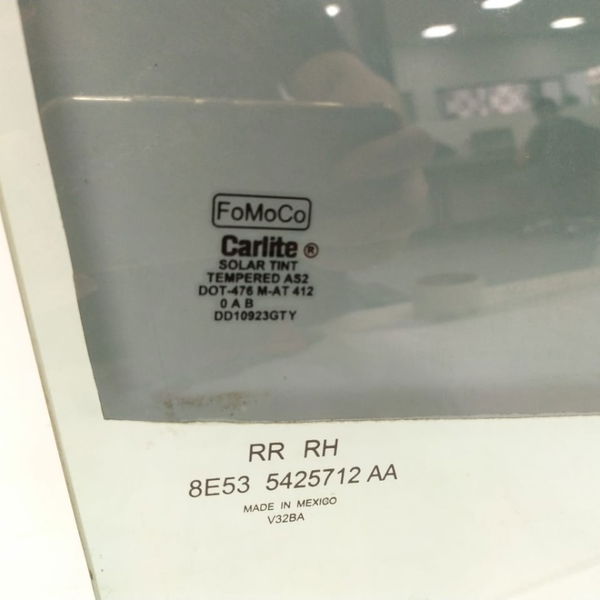 FoMoCo
Carlite®
SOLAR TINT
TEMPERED AS2
DOT-476 M-AT 412
0 A B
DD10923GTY
RR RH
8E53 5425712 AA
MADE IN MEXICO
V32BA